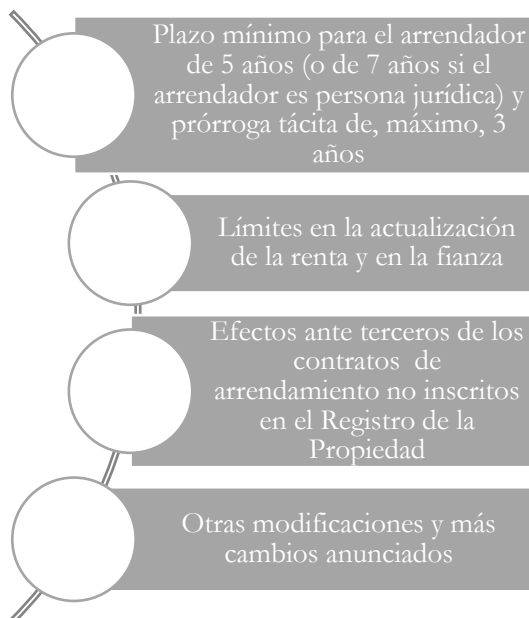 Plazo mínimo para el arrendador
de 5 años (o de 7 años si el
arrendador es persona jurídica) y
prórroga tácita de, máximo, 3
años
Límites en la actualización
de la renta y en la fianza
Efectos ante terceros de los
contratos de
arrendamiento no inscritos
en el Registro de la
Propiedad
Otras modificaciones y más
cambios anunciados